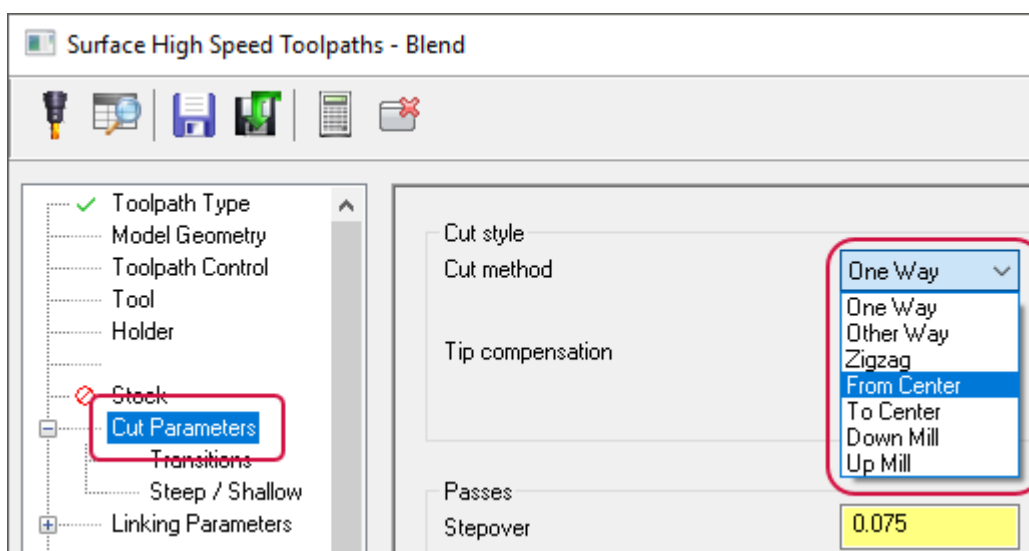 Surface High Speed Toolpaths - Blend
Toolpath Type
Model Geometry
Toolpath Control
Tool
Holder
Stock
Cut Parameters
Transitions
Steep / Shallow
Linking Parameters
Cut style
Cut method
One Way
One Way
Other Way
Zigzag
From Center
To Center
Down Mill
Up Mill
Tip compensation
Passes
Stepover
0.075